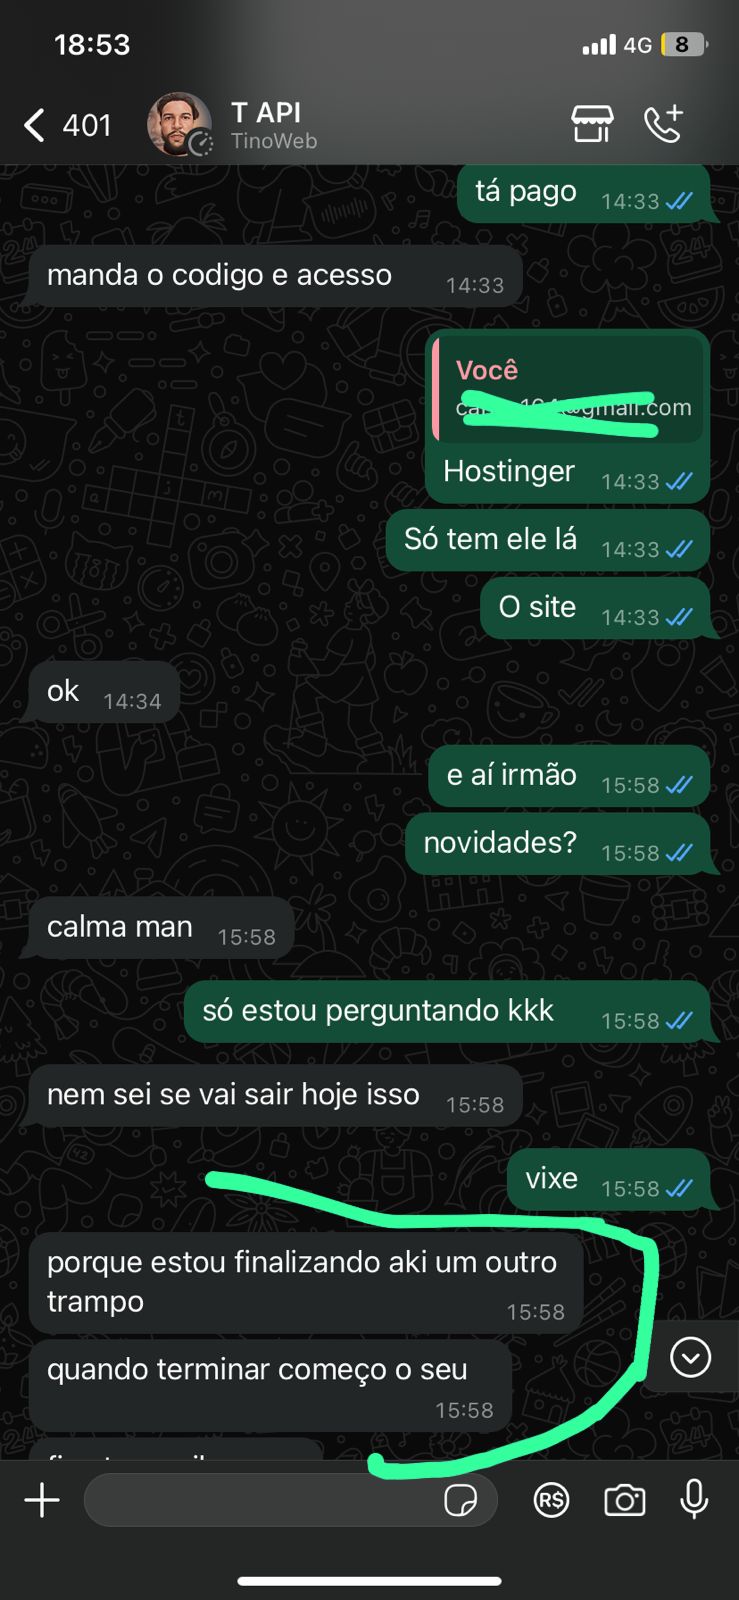 18:53
4G 8
401
T API
TinoWeb
tá pago 14:33
manda o codigo e acesso 14:33
Você
@gmail.com
Hostinger 14:33
Só tem ele lá 14:33
O site 14:33
ok 14:34
e aí irmão 15:58
novidades? 15:58
calma man 15:58
só estou perguntando kkk 15:58
nem sei se vai sair hoje isso 15:58
vixe 15:58
porque estou finalizando aki um outro
trampo 15:58
quando terminar começo o seu
15:58
R$